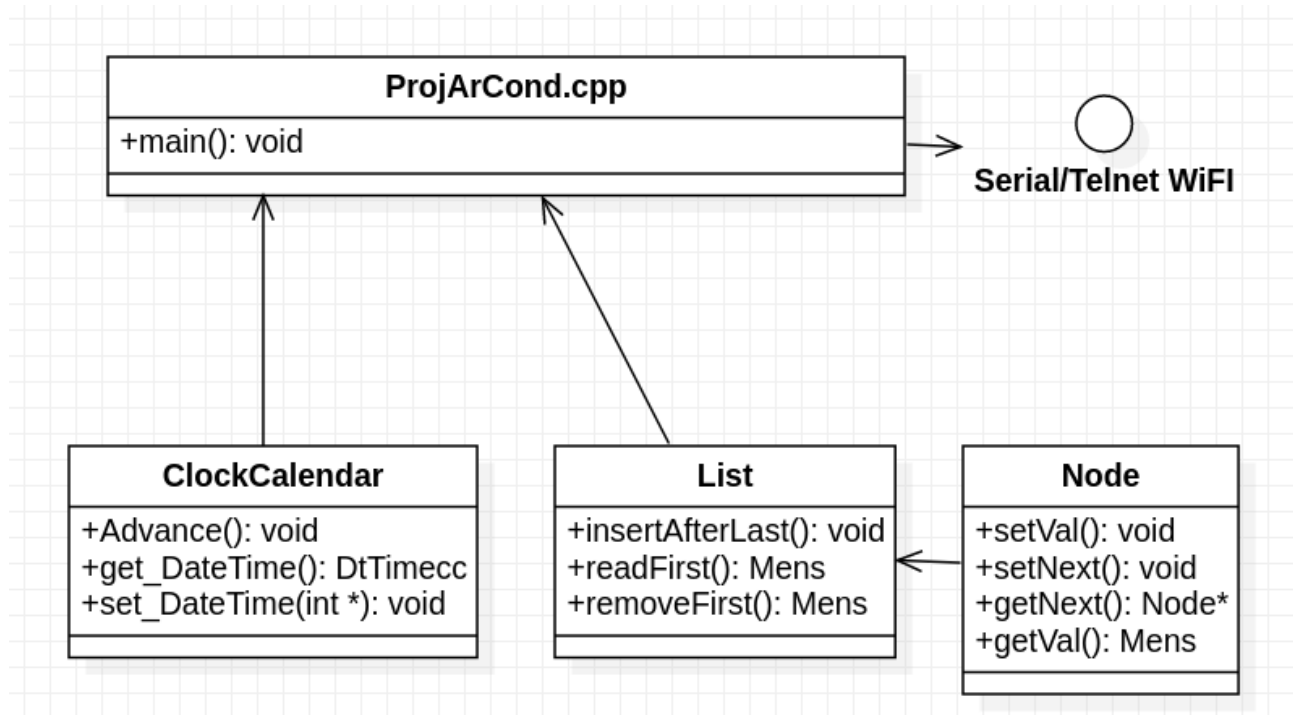 ProjArCond.cpp
+main(): void
Serial/Telnet WiFI
ClockCalendar
+Advance(): void
+get_DateTime(): DtTimecc
+set_DateTime(int *): void
List
+insertAfterLast(): void
+readFirst(): Mens
+removeFirst(): Mens
Node
+setVal(): void
+setNext(): void
+getNext(): Node*
+getVal(): Mens